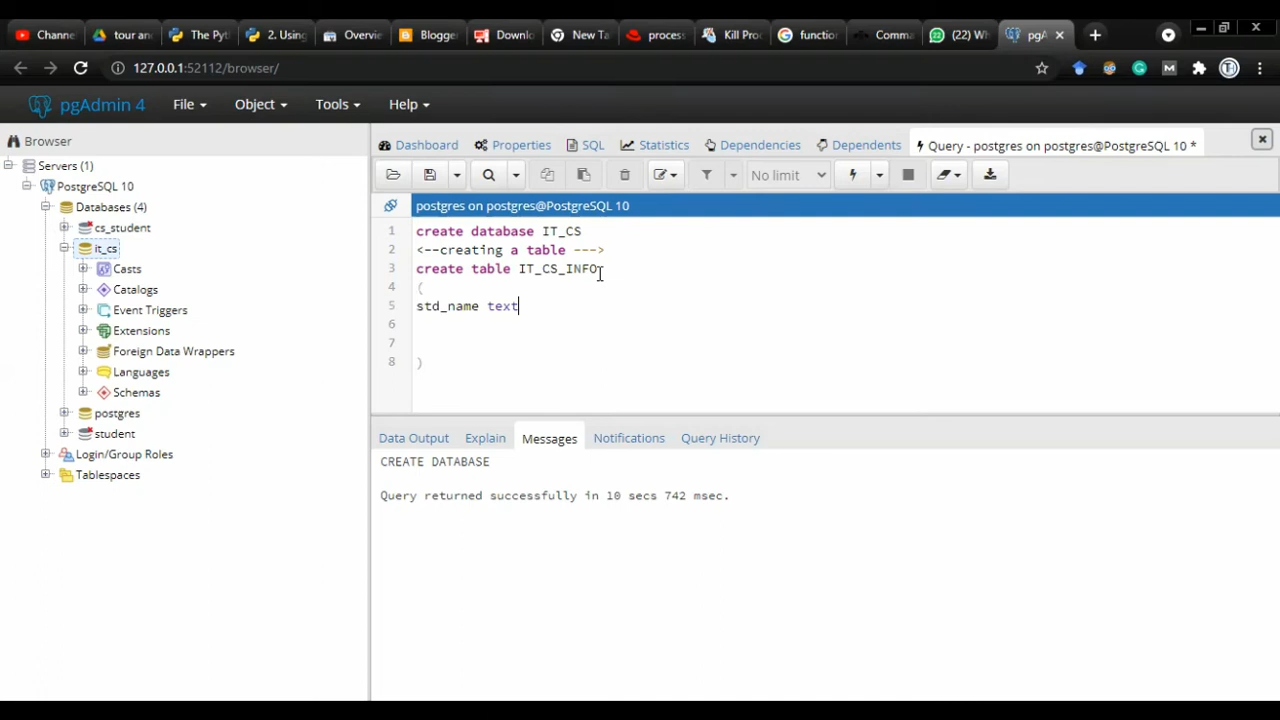 Channe
tour an
The Pyt
2. Using
Overvie
Blogge
Downlo
New Ta
process
Kill Pro
functio
Comma
(22) Wh
pgA
127.0.0.1:52112/browser/
pgAdmin 4 File Object Tools Help
Browser
Dashboard Properties SQL Statistics Dependencies Dependents Query - postgres on postgres@PostgreSQL 10 *
No limit
postgres on postgres@PostgreSQL 10
Servers (1)
PostgreSQL 10
Databases (4)
cs_student
it_cs
Casts
Catalogs
Event Triggers
Extensions
Foreign Data Wrappers
Languages
Schemas
postgres
student
Login/Group Roles
Tablespaces
1 create database IT_CS
2 <--creating a table --->
3 create table IT_CS_INFO
4 (
5 std_name text
6
7
8 )
Data Output Explain Messages Notifications Query History
CREATE DATABASE
Query returned successfully in 10 secs 742 msec.